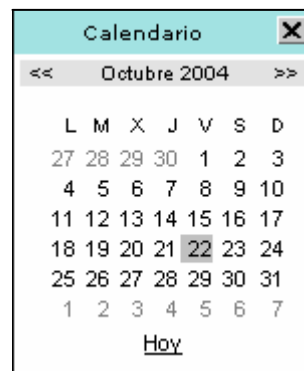 Calendario X
<< Octubre 2004 >>
L M X J V S D
27 28 29 30 1 2 3
4 5 6 7 8 9 10
11 12 13 14 15 16 17
18 19 20 21 22 23 24
25 26 27 28 29 30 31
1 2 3 4 5 6 7
Hoy